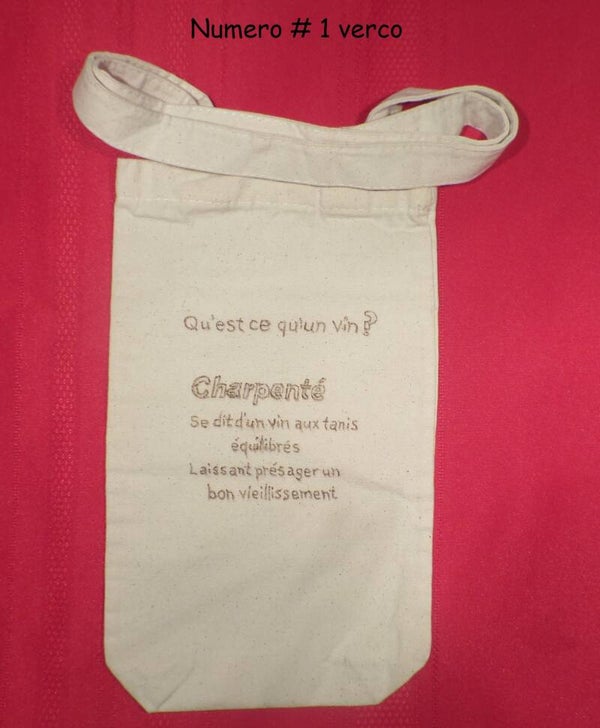 Numero # 1 verco
Qu'est ce qu'un vin?
Charpenté
Se dit d'un vin aux tanis
équilibrés
Laissant présager un
bon vieillissement